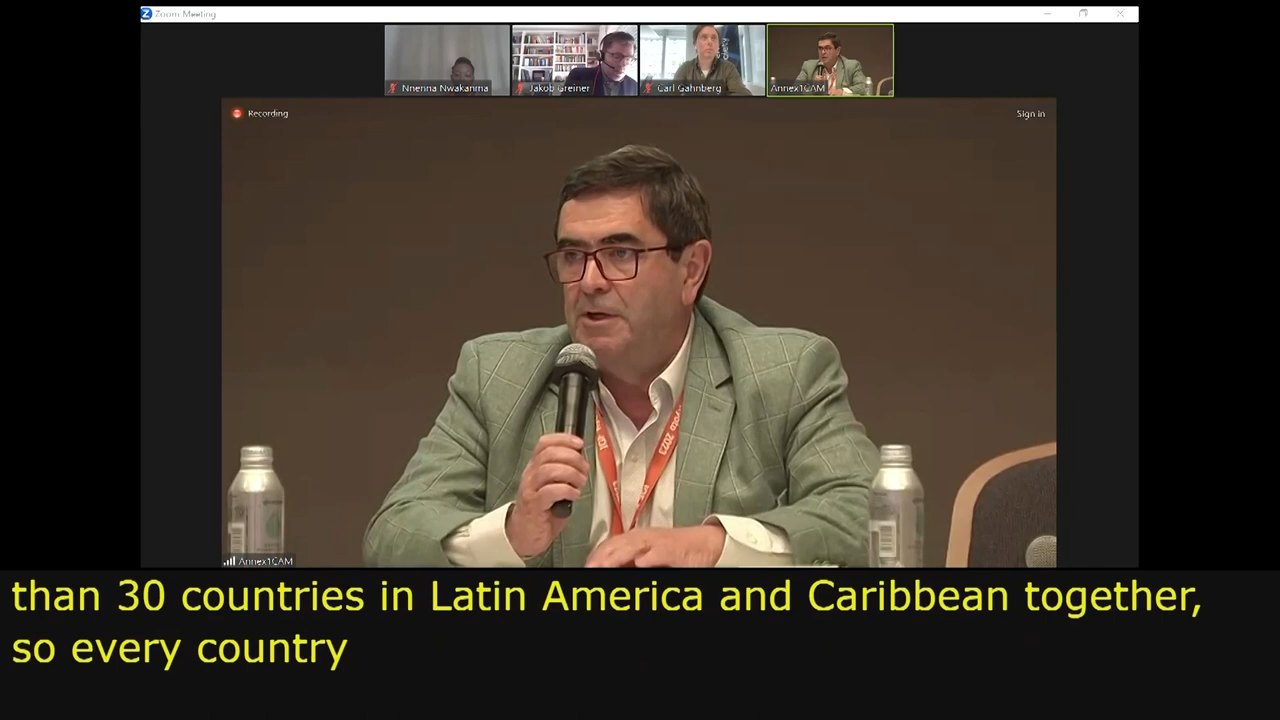 Zoom Meeting
Nnenna Nwakanma
Jakob Greiner
Carl Gahnberg
Annex1CAM
Recording
Sign in
2023
Annex1CAM
than 30 countries in Latin America and Caribbean together,
so every country